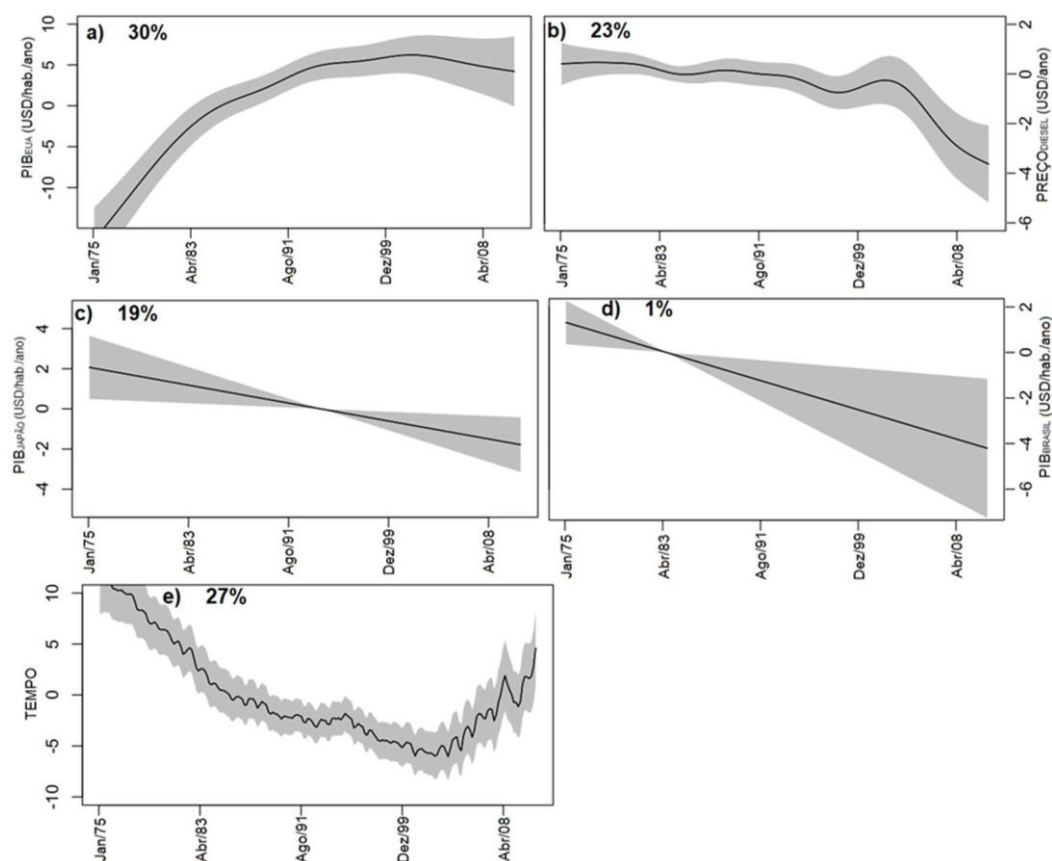 a) 30%
PIBEUA (USD/hab./ano)
10
5
0
-5
-10
Jan/75
Abr/83
Ago/91
Dez/99
Abr/08
b) 23%
2
0
-2
-4
-6
PREÇODIESEL (USD/ano)
Jan/75
Abr/83
Ago/91
Dez/99
Abr/08
c) 19%
PIBJAPÃO (USD/hab./ano)
4
2
0
-2
-4
Jan/75
Abr/83
Ago/91
Dez/99
Abr/08
d) 1%
2
0
-2
-4
-6
PIBBRASIL (USD/hab./ano)
Jan/75
Abr/83
Ago/91
Dez/99
Abr/08
e) 27%
TEMPO
10
5
0
-5
-10
Jan/75
Abr/83
Ago/91
Dez/99
Abr/08